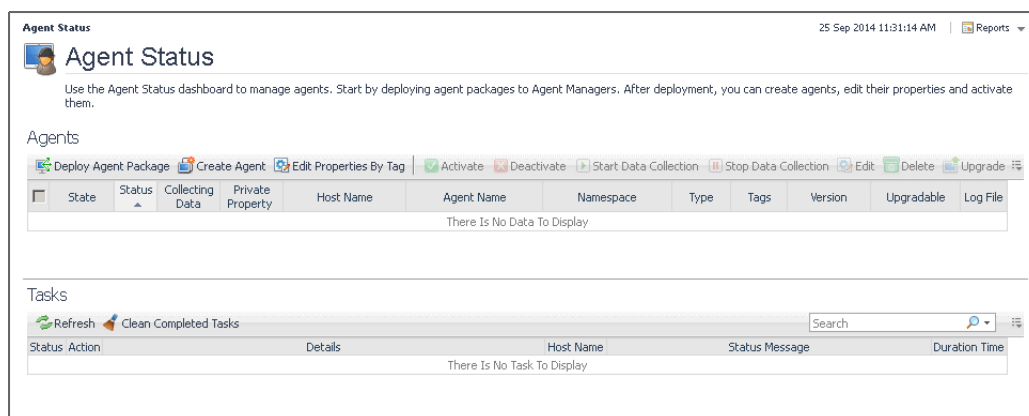 Agent Status
25 Sep 2014 11:31:14 AM | Reports
Agent Status
Use the Agent Status dashboard to manage agents. Start by deploying agent packages to Agent Managers. After deployment, you can create agents, edit their properties and activate
them.
Agents
Deploy Agent Package Create Agent Edit Properties By Tag Activate Deactivate Start Data Collection Stop Data Collection Edit Delete Upgrade
State Status Collecting Data Private Property Host Name Agent Name Namespace Type Tags Version Upgradable Log File
There Is No Data To Display
Tasks
Refresh Clean Completed Tasks Search
Status Action Details Host Name Status Message Duration Time
There Is No Task To Display